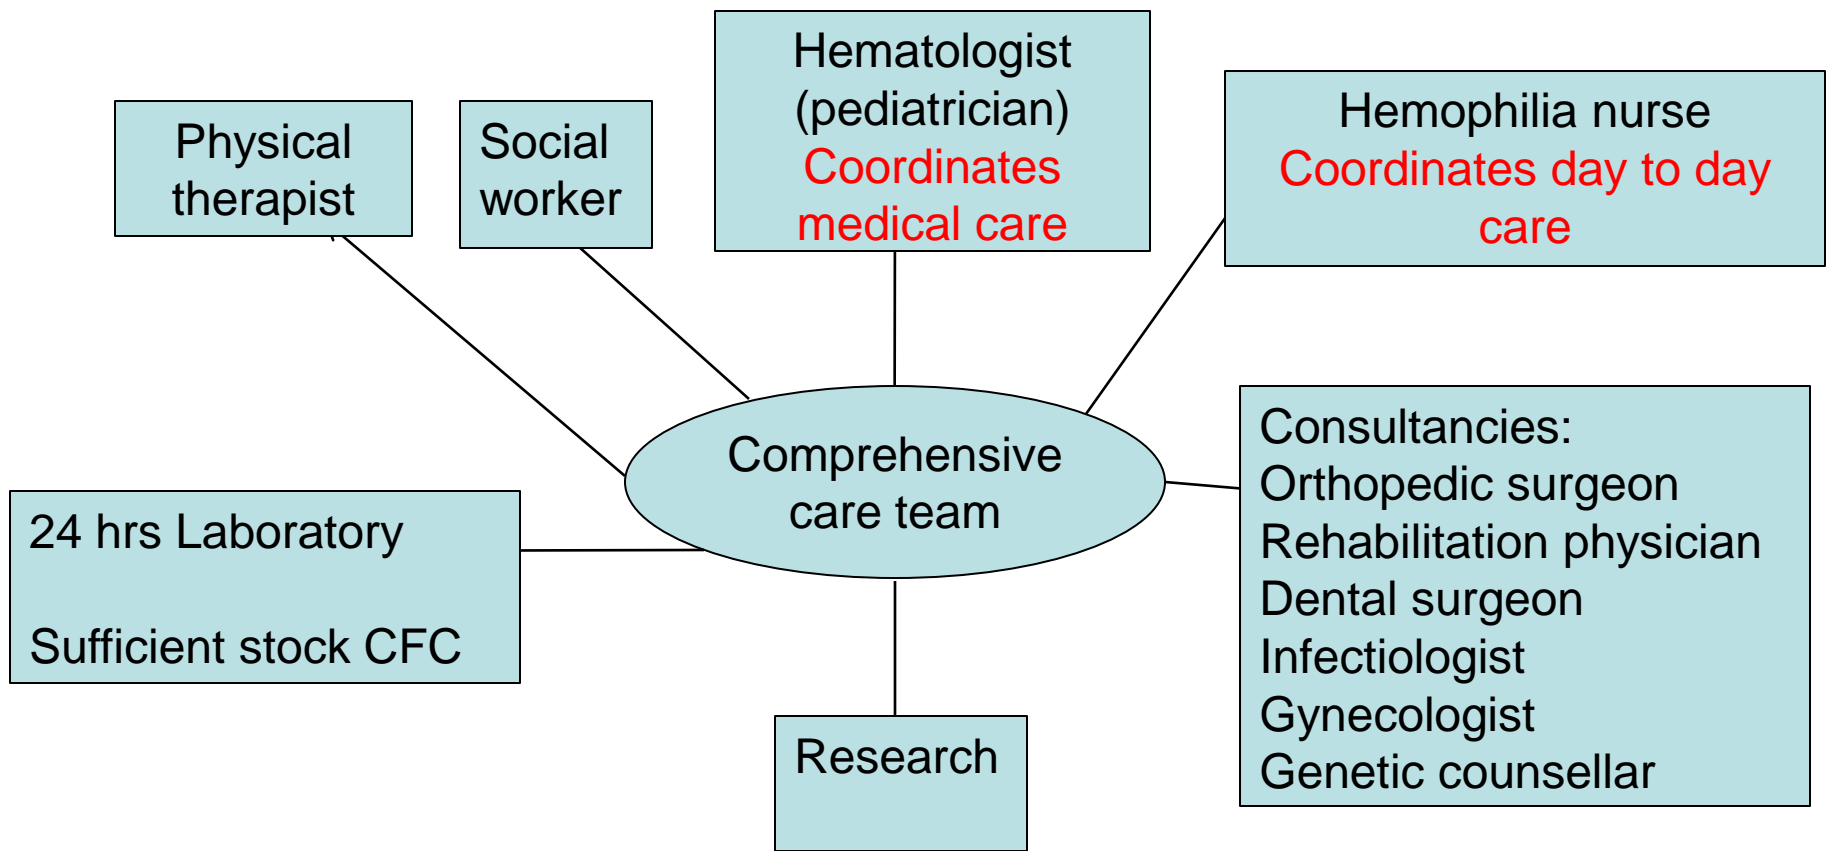 Physical
therapist
Social
worker
Hematologist
(pediatrician)
Coordinates
medical care
Hemophilia nurse
Coordinates day to day
care
Comprehensive
care team
24 hrs Laboratory
Sufficient stock CFC
Consultancies:
Orthopedic surgeon
Rehabilitation physician
Dental surgeon
Infectiologist
Gynecologist
Genetic counsellar
Research